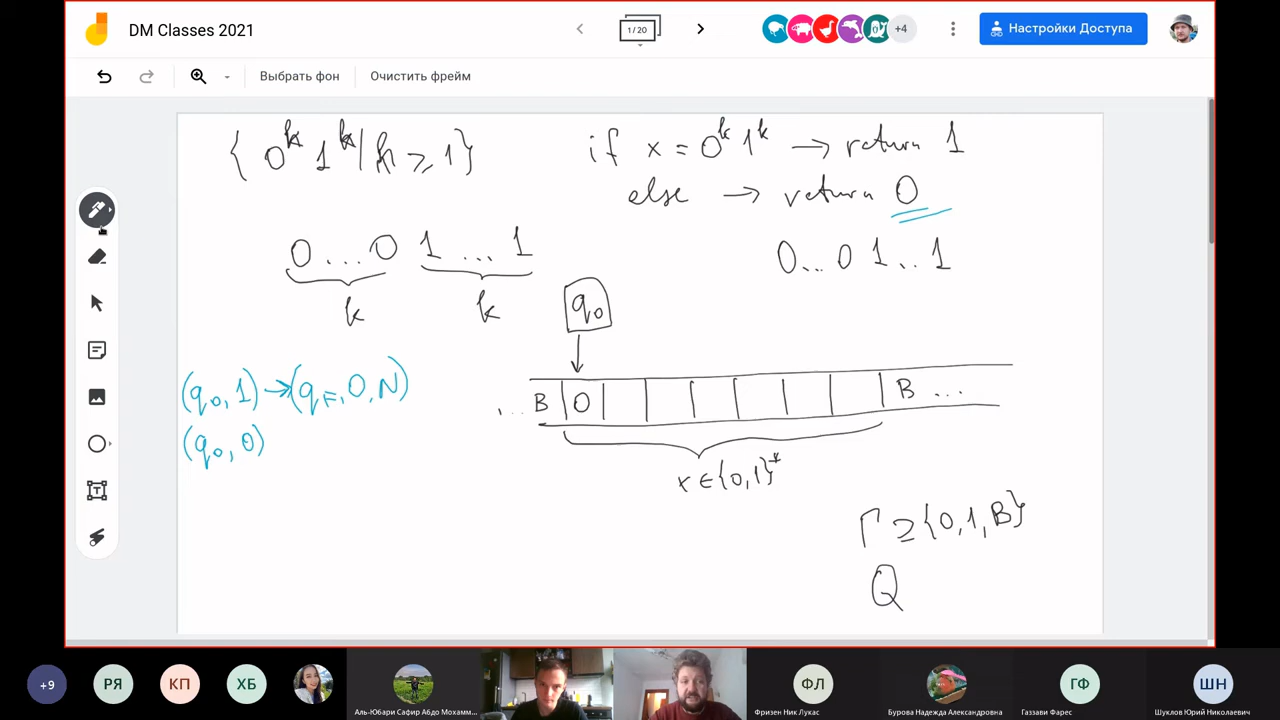 DM Classes 2021
1/20
+4
Настройки Доступа
Выбрать фон
Очистить фрейм
{ 0^k 1^k | k ≥ 1 }
if x = 0^k 1^k → return 1
else → return 0
0...0 1...1
0...0 1...1
k k
q₀
(q₀, 1) → (q_F, 0, N)
... B 0 B ...
(q₀, 0)
x ∈ {0,1}*
Γ ⊇ {0, 1, B}
Q
T
+9
РЯ
КП
ХБ
Аль-Юбари Сафир Абдо Мохамм...
ФЛ
Фризен Ник Лукас
Бурова Надежда Александровна
ГФ
Газзави Фарес
ШН
Шуклов Юрий Николаевич